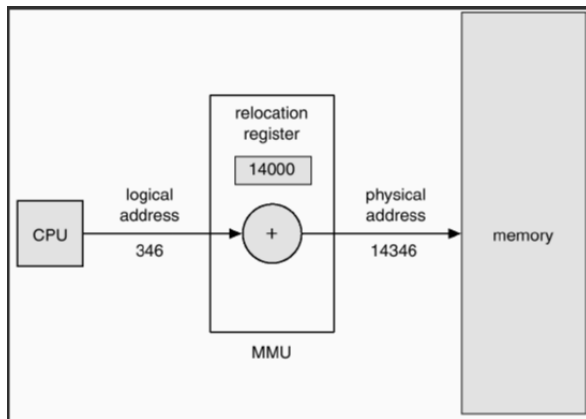 relocation
register
14000
logical
address
physical
address
CPU
+
memory
346
14346
MMU